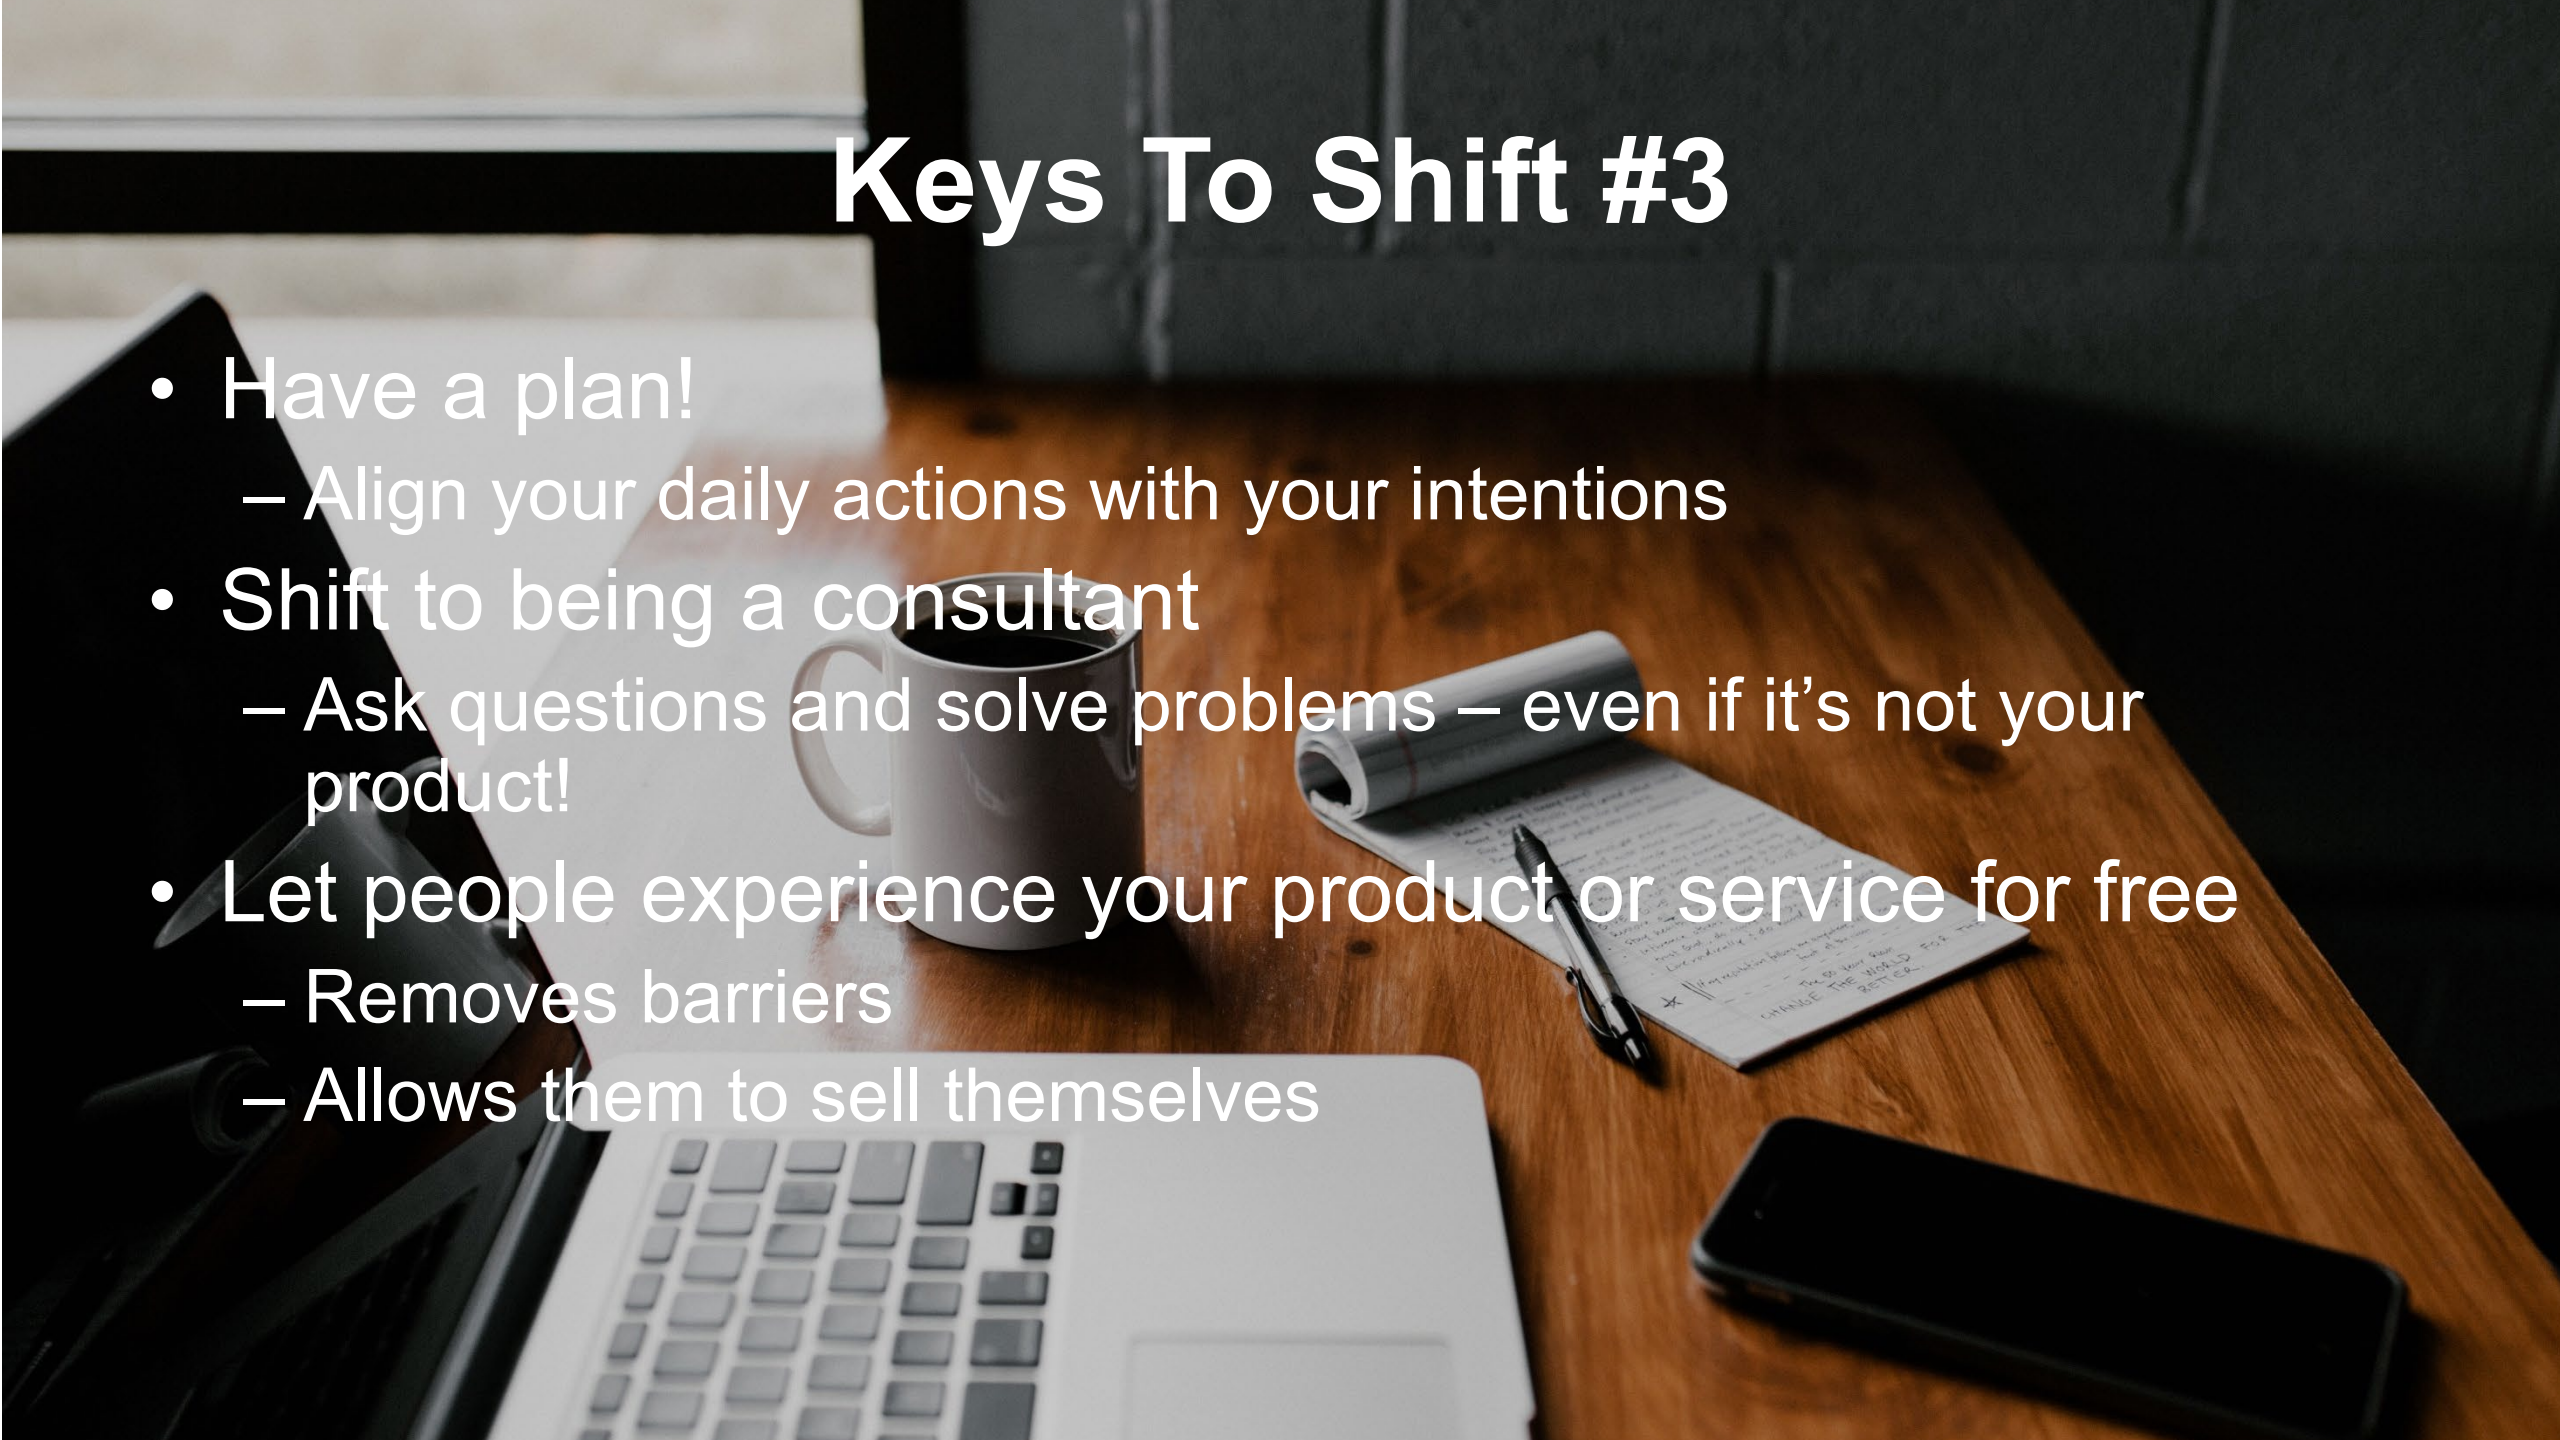 Keys To Shift #3
• Have a plan!
– Align your daily actions with your intentions
• Shift to being a consultant
– Ask questions and solve problems – even if it’s not your
product!
• Let people experience your product or service for free
– Removes barriers
– Allows them to sell themselves
CHANGE THE WORLD
BETTER.